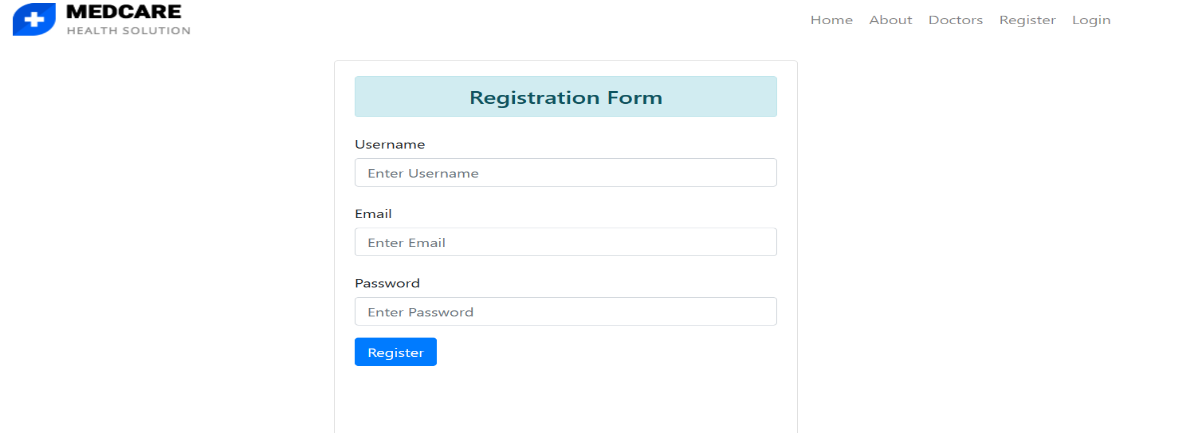 MEDCARE
HEALTH SOLUTION
Home About Doctors Register Login
Registration Form
Username
Enter Username
Email
Enter Email
Password
Enter Password
Register